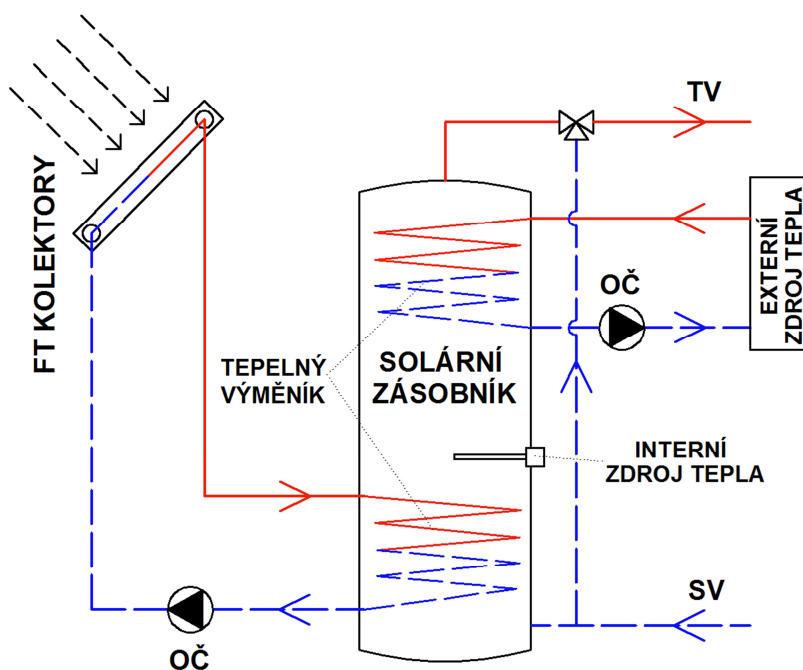 TV
FT KOLEKTORY
EXTERNÍ
ZDROJ TEPLA
OČ
TEPELNÝ
VÝMĚNÍK
SOLÁRNÍ
ZÁSOBNÍK
INTERNÍ
ZDROJ TEPLA
SV
OČ